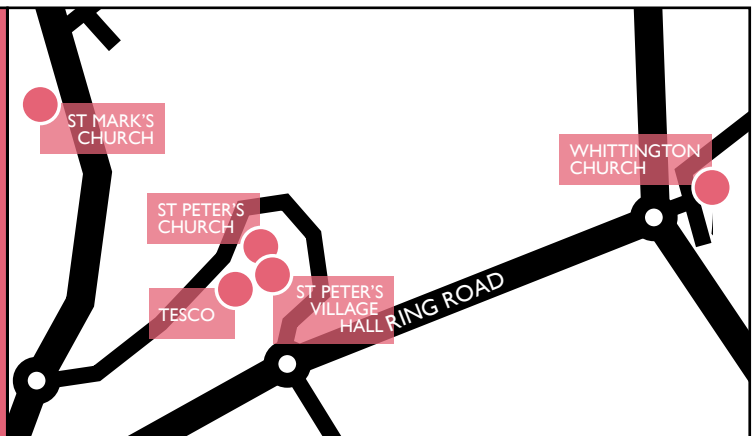 ST MARK'S
CHURCH
WHITTINGTON
CHURCH
ST PETER'S
CHURCH
TESCO
ST PETER'S
VILLAGE
HALL
RING ROAD